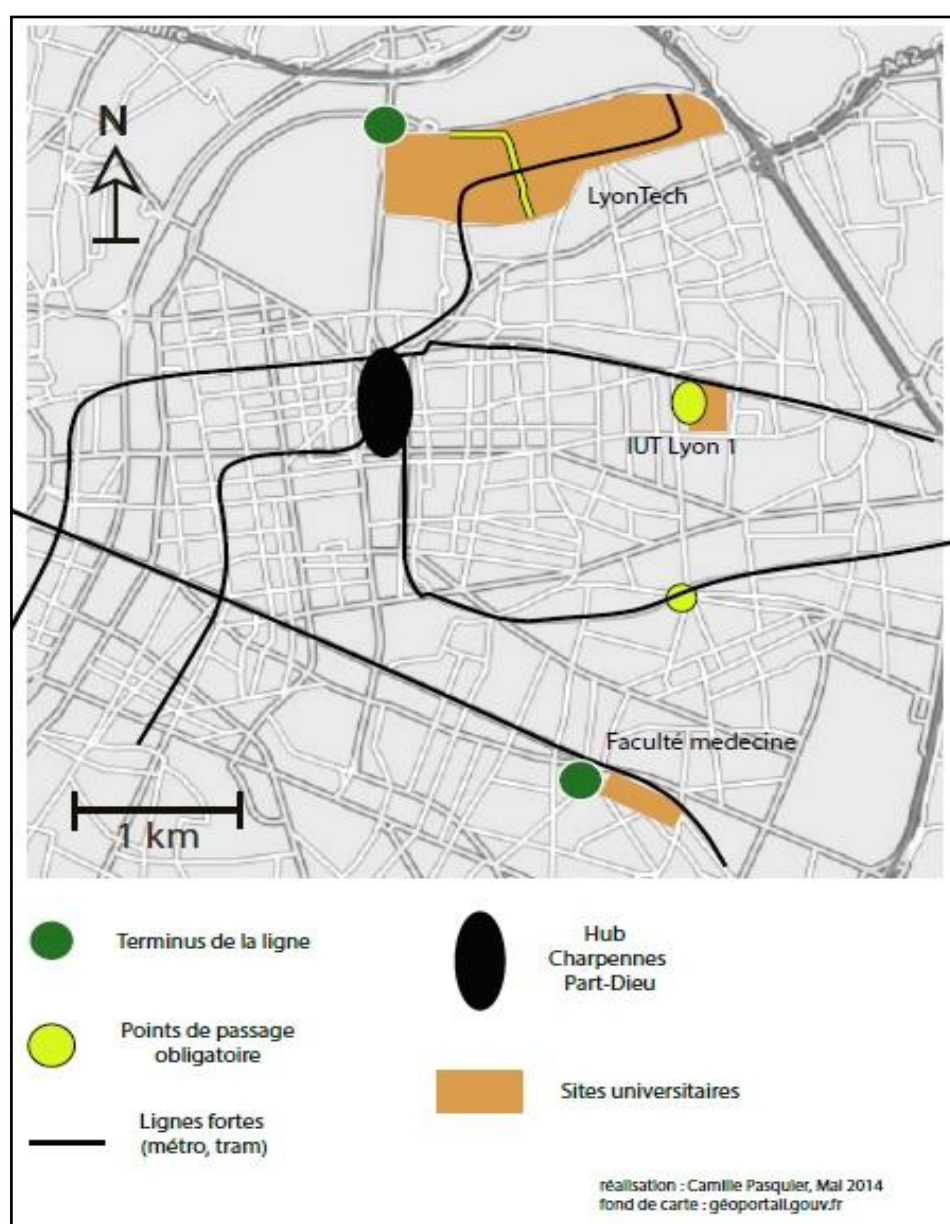 N
LyonTech
IUT Lyon 1
Faculté medecine
1 km
Terminus de la ligne
Hub
Charpennes
Part-Dieu
Points de passage
obligatoire
Sites universitaires
Lignes fortes
(métro, tram)
réalisation : Camille Pasquier, Mai 2014
fond de carte : géoportail.gouv.fr